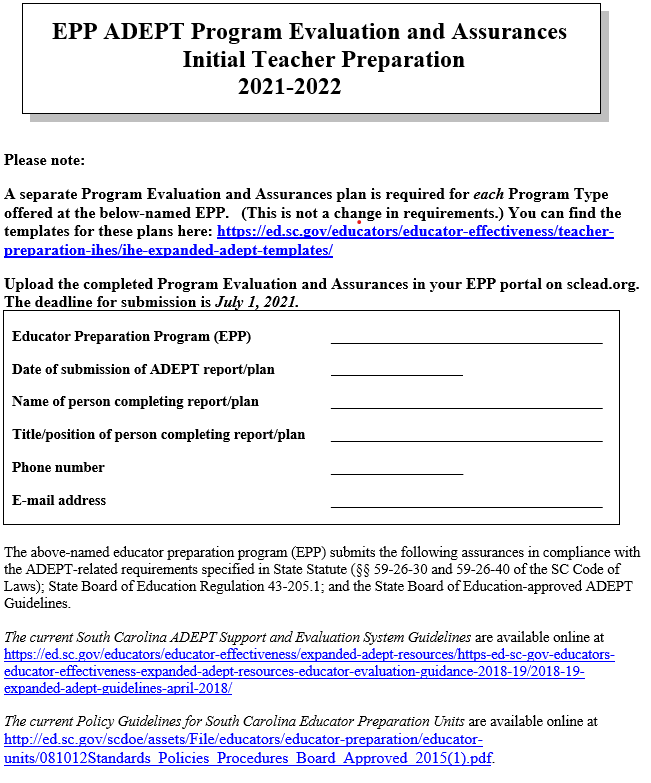 EPP ADEPT Program Evaluation and Assurances
Initial Teacher Preparation
2021-2022
Please note:
A separate Program Evaluation and Assurances plan is required for each Program Type
offered at the below-named EPP. (This is not a change in requirements.) You can find the
templates for these plans here: https://ed.sc.gov/educators/educator-effectiveness/teacher-
preparation-ihes/ihe-expanded-adept-templates/
Upload the completed Program Evaluation and Assurances in your EPP portal on sclead.org.
The deadline for submission is July 1, 2021.
Educator Preparation Program (EPP)
Date of submission of ADEPT report/plan
Name of person completing report/plan
Title/position of person completing report/plan
Phone number
E-mail address
The above-named educator preparation program (EPP) submits the following assurances in compliance with
the ADEPT-related requirements specified in State Statute (§§ 59-26-30 and 59-26-40 of the SC Code of
Laws); State Board of Education Regulation 43-205.1; and the State Board of Education-approved ADEPT
Guidelines.
The current South Carolina ADEPT Support and Evaluation System Guidelines are available online at
https://ed.sc.gov/educators/educator-effectiveness/expanded-adept-resources/https-ed-sc-gov-educators-
educator-effectiveness-expanded-adept-resources-educator-evaluation-guidance-2018-19/2018-19-
expanded-adept-guidelines-april-2018/
The current Policy Guidelines for South Carolina Educator Preparation Units are available online at
http://ed.sc.gov/scdoe/assets/File/educators/educator-preparation/educator-
units/081012Standards_Policies_Procedures_Board_Approved_2015(1).pdf.